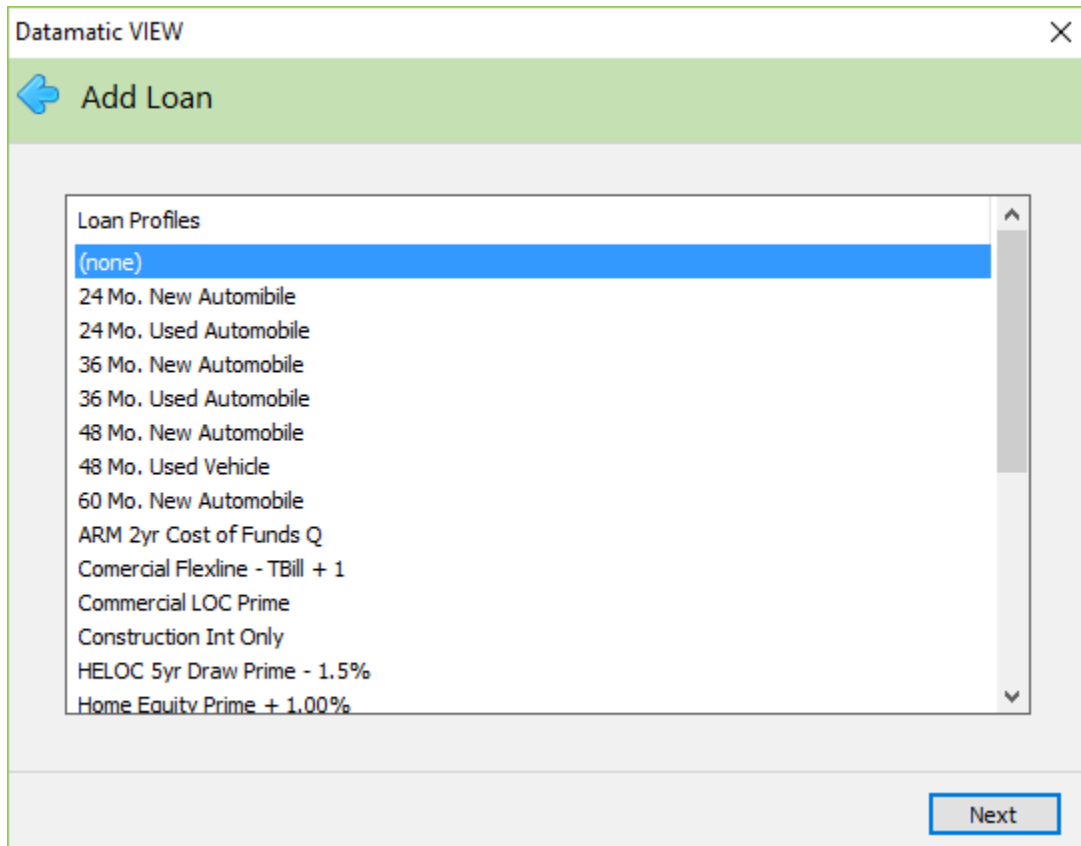 Datamatic VIEW
Add Loan
Loan Profiles
(none)
24 Mo. New Automibile
24 Mo. Used Automobile
36 Mo. New Automobile
36 Mo. Used Automobile
48 Mo. New Automobile
48 Mo. Used Vehicle
60 Mo. New Automobile
ARM 2yr Cost of Funds Q
Comercial Flexline - TBill + 1
Commercial LOC Prime
Construction Int Only
HELOC 5yr Draw Prime - 1.5%
Home Equity Prime + 1.00%
Next